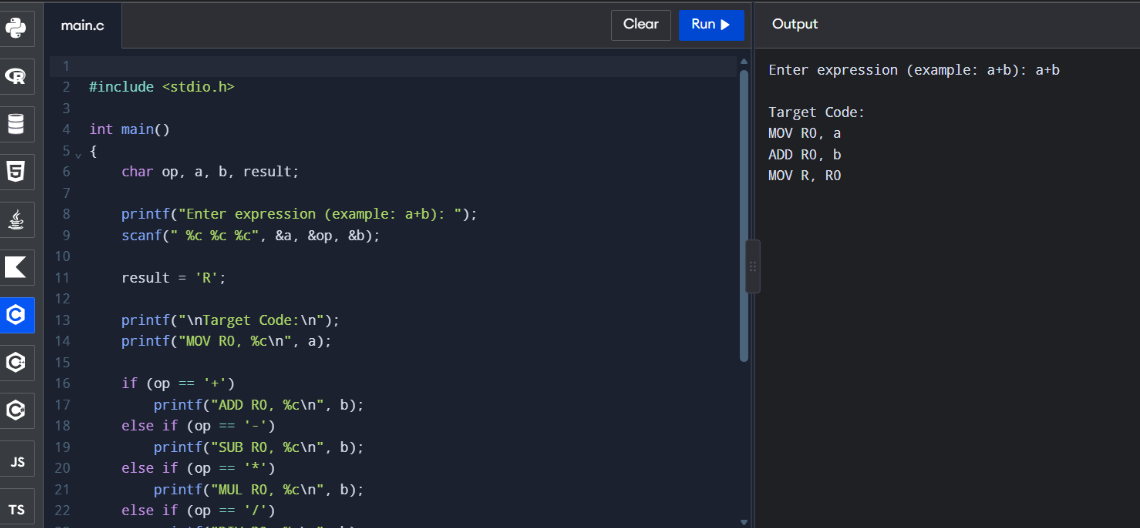 main.c
Clear
Run
Output
1
2 #include <stdio.h>
3
4 int main()
5 {
6 char op, a, b, result;
7
8 printf("Enter expression (example: a+b): ");
9 scanf(" %c %c %c", &a, &op, &b);
10
11 result = 'R';
12
13 printf("\nTarget Code:\n");
14 printf("MOV R0, %c\n", a);
15
16 if (op == '+')
17 printf("ADD R0, %c\n", b);
18 else if (op == '-')
19 printf("SUB R0, %c\n", b);
20 else if (op == '*')
21 printf("MUL R0, %c\n", b);
22 else if (op == '/')
JS
TS
Enter expression (example: a+b): a+b
Target Code:
MOV R0, a
ADD R0, b
MOV R, R0